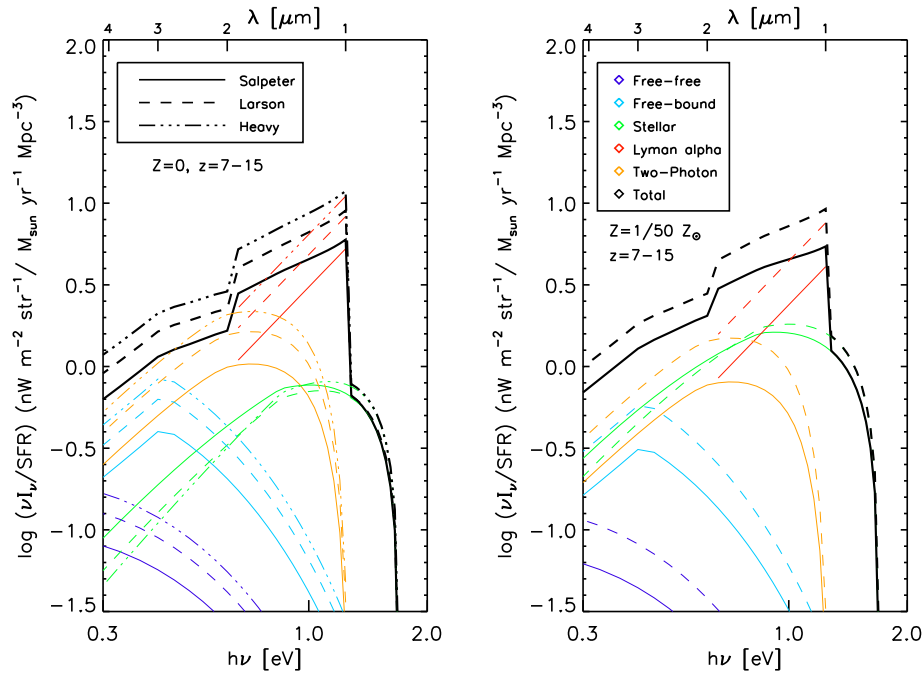 λ [μm]
4 3 2 1
2.0
1.5
1.0
0.5
0.0
−0.5
−1.0
−1.5
log (νIν/SFR) (nW m−2 str−1/ Msun yr−1 Mpc−3)
Salpeter
Larson
Heavy
Z=0, z=7−15
0.3 1.0 2.0
hν [eV]
λ [μm]
4 3 2 1
2.0
1.5
1.0
0.5
0.0
−0.5
−1.0
−1.5
log (νIν/SFR) (nW m−2 str−1/ Msun yr−1 Mpc−3)
Free−free
Free−bound
Stellar
Lyman alpha
Two−Photon
Total
Z=1/50 Z⊙
z=7−15
0.3 1.0 2.0
hν [eV]